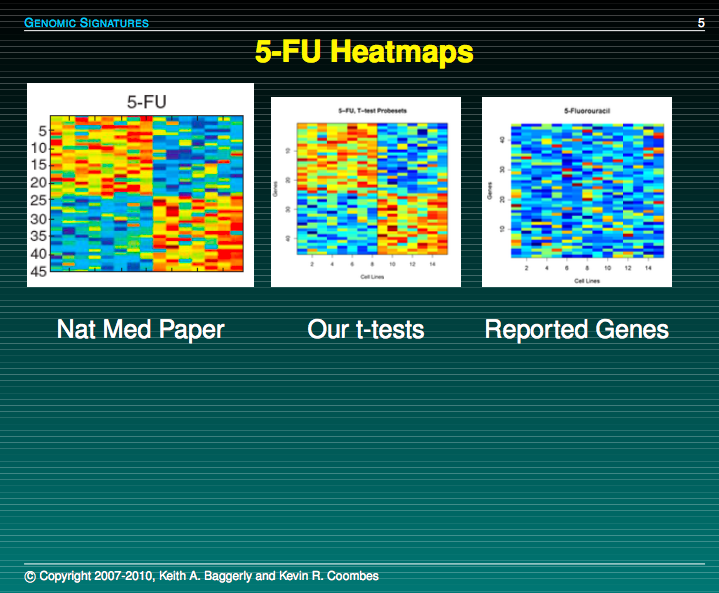 GENOMIC SIGNATURES 5
5-FU Heatmaps
5-FU
5
10
15
20
25
30
35
40
45
5-FU, T-test Probesets
Genes
10
20
30
40
2 4 6 8 10 12 14
Cell Lines
5-Fluorouracil
Genes
40
30
20
10
2 4 6 8 10 12 14
Cell Lines
Nat Med Paper Our t-tests Reported Genes
© Copyright 2007-2010, Keith A. Baggerly and Kevin R. Coombes